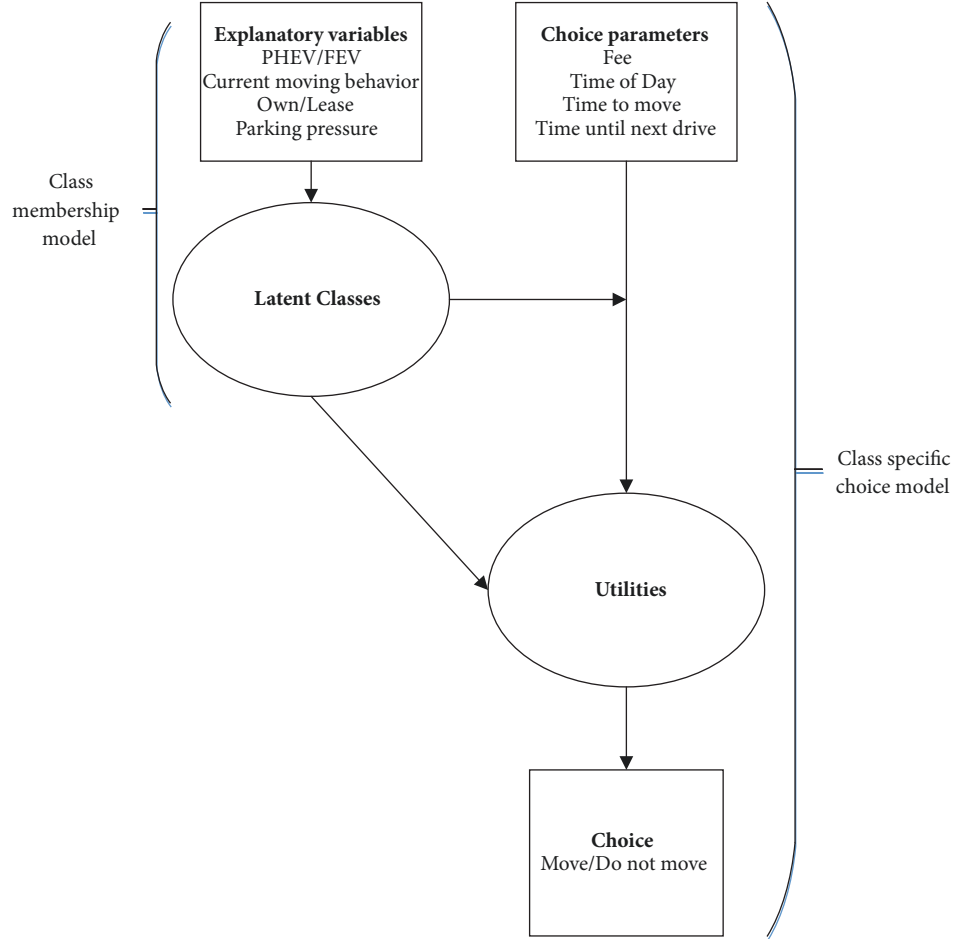 Explanatory variables
PHEV/FEV
Current moving behavior
Own/Lease
Parking pressure
Choice parameters
Fee
Time of Day
Time to move
Time until next drive
Class
membership
model
Latent Classes
Class specific
choice model
Utilities
Choice
Move/Do not move